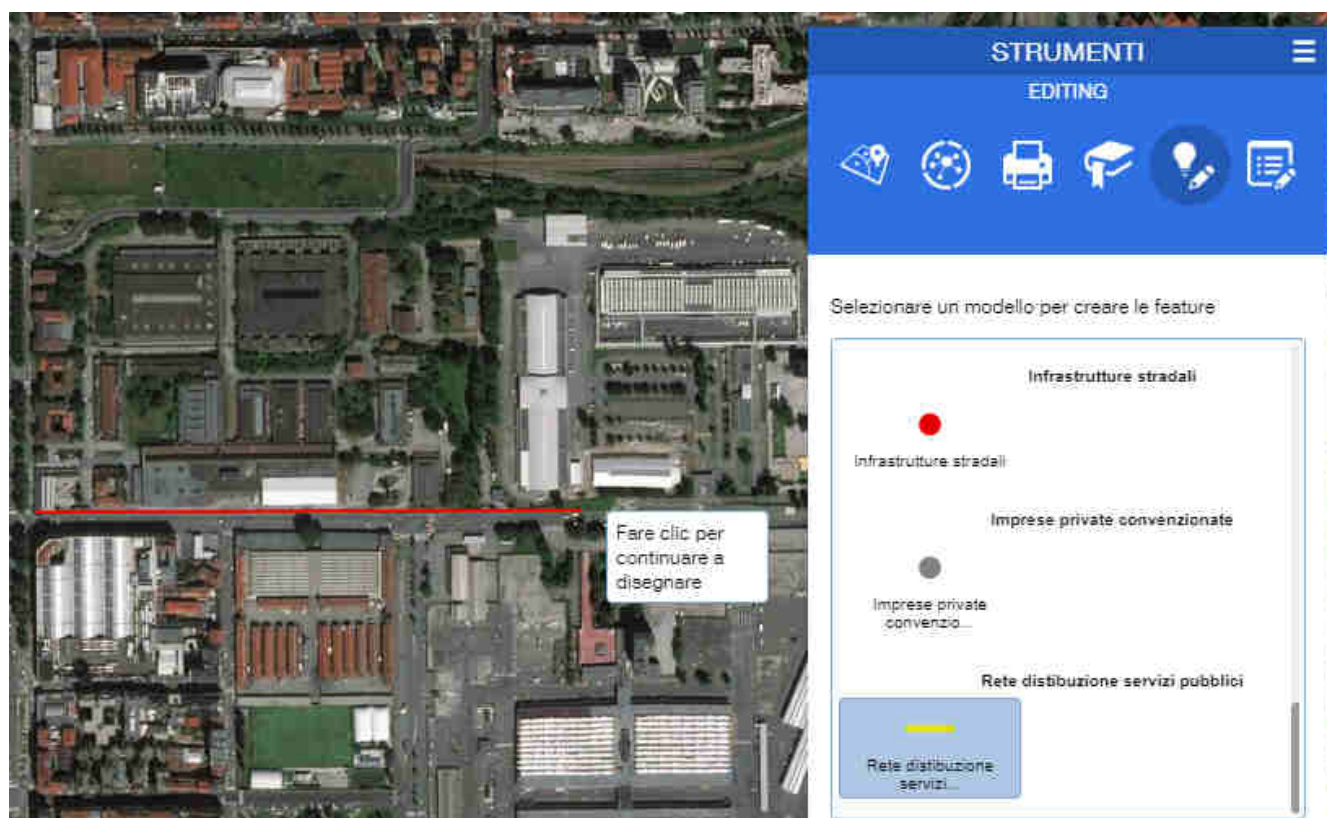 STRUMENTI
EDITING
Selezionare un modello per creare le feature
Infrastrutture stradali
Infrastrutture stradali
Imprese private convenzionate
Imprese private
convenzio...
Rete distibuzione servizi pubblici
Rete distibuzione
servizi...
Fare clic per
continuare a
disegnare